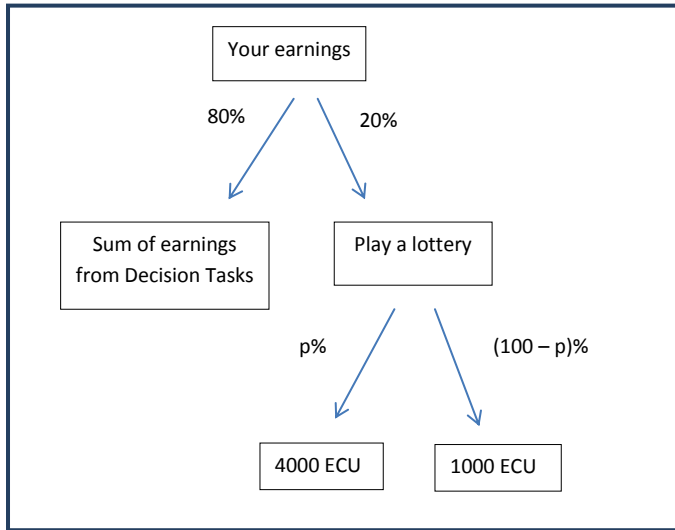 Your earnings
80%
20%
Sum of earnings
from Decision Tasks
Play a lottery
p%
(100 – p)%
4000 ECU
1000 ECU